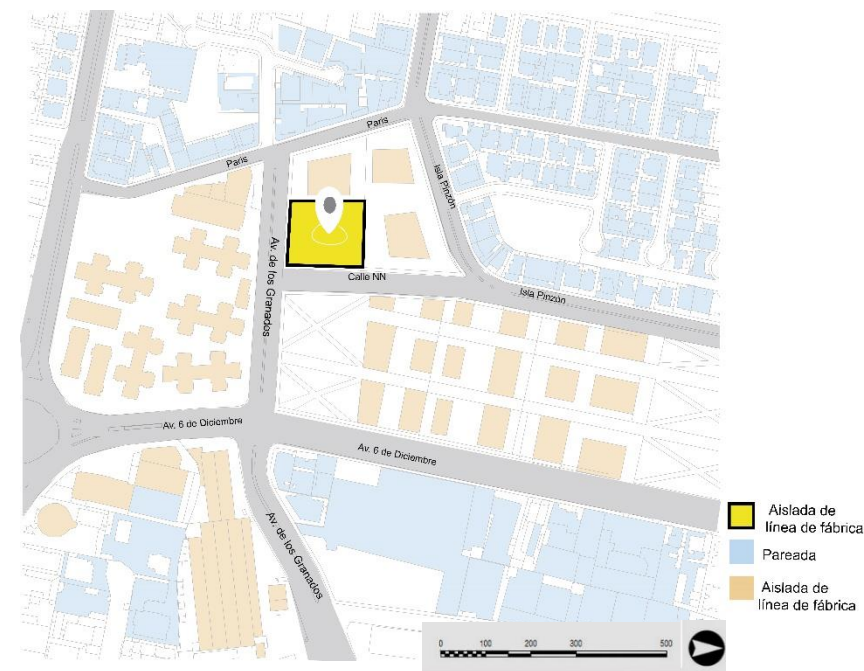 Paris
Paris
Isla Pinzón
Av. de los Granados
Calle NN
Isla Pinzón
Av. 6 de Diciembre
Av. 6 de Diciembre
Av. de los Granados
Aislada de
línea de fábrica
Pareada
Aislada de
línea de fábrica
0 100 200 300 500